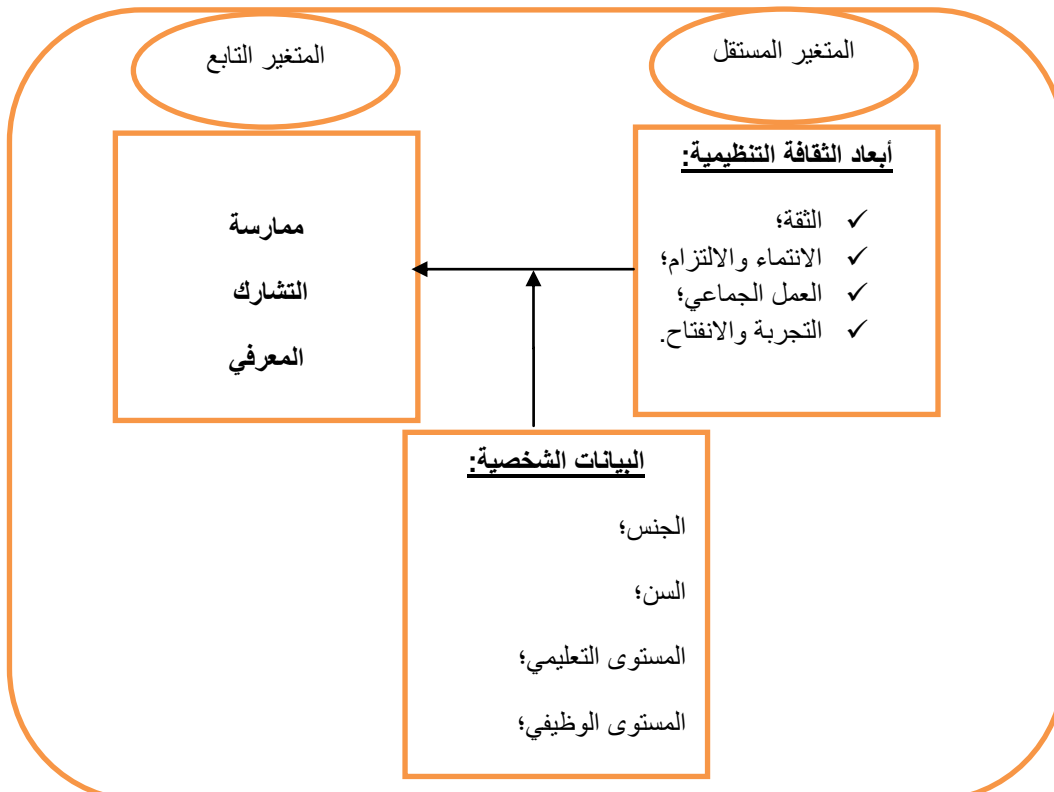 المتغير المستقل
المتغير التابع
أبعاد الثقافة التنظيمية:
✓ الثقة؛
✓ الانتماء والالتزام؛
✓ العمل الجماعي؛
✓ التجربة والانفتاح.
ممارسة
التشارك
المعرفي
البيانات الشخصية:
الجنس؛
السن؛
المستوى التعليمي؛
المستوى الوظيفي؛